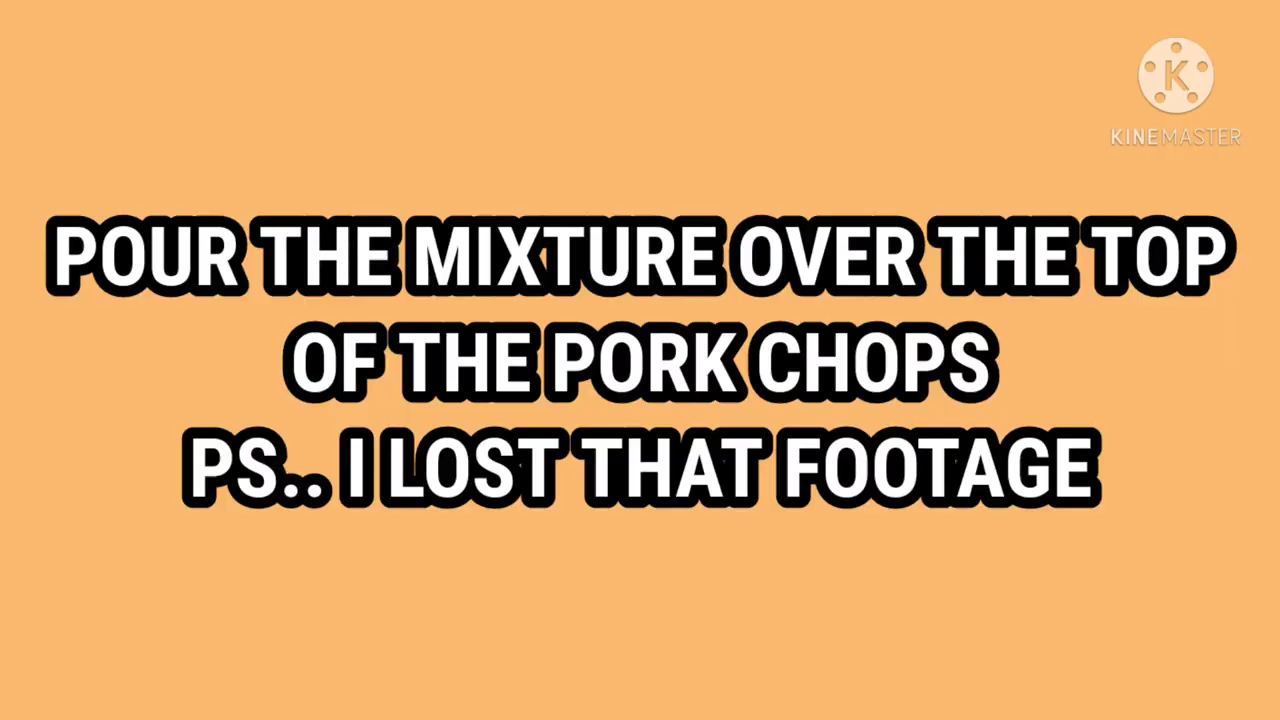 K
KINEMASTER
POUR THE MIXTURE OVER THE TOP
OF THE PORK CHOPS
PS.. I LOST THAT FOOTAGE